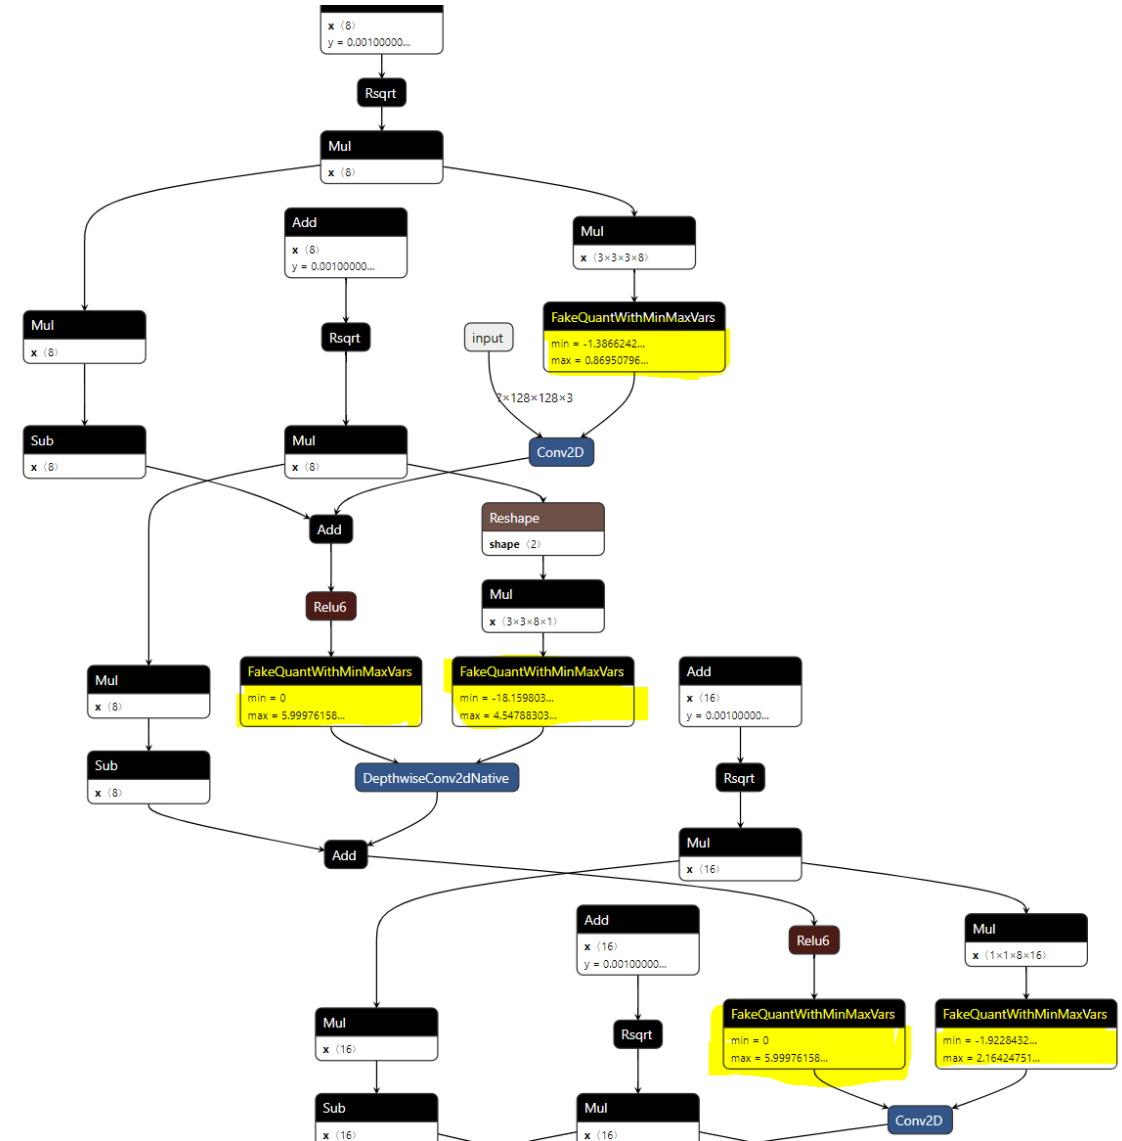 x ⟨8⟩
y = 0.00100000...
Rsqrt
Mul
x ⟨8⟩
Add
x ⟨8⟩
y = 0.00100000...
Mul
x ⟨3×3×3×8⟩
FakeQuantWithMinMaxVars
min = -1.3866242...
max = 0.86950796...
Mul
x ⟨8⟩
Rsqrt
input
?×128×128×3
Sub
x ⟨8⟩
Mul
x ⟨8⟩
Conv2D
Add
Reshape
shape ⟨2⟩
Relu6
Mul
x ⟨3×3×8×1⟩
Mul
x ⟨8⟩
FakeQuantWithMinMaxVars
min = 0
max = 5.99976158...
FakeQuantWithMinMaxVars
min = -18.159803...
max = 4.54788303...
Add
x ⟨16⟩
y = 0.00100000...
Sub
x ⟨8⟩
DepthwiseConv2dNative
Rsqrt
Add
Mul
x ⟨16⟩
Add
x ⟨16⟩
y = 0.00100000...
Relu6
Mul
x ⟨1×1×8×16⟩
Mul
x ⟨16⟩
Rsqrt
FakeQuantWithMinMaxVars
min = 0
max = 5.99976158...
FakeQuantWithMinMaxVars
min = -1.9228432...
max = 2.16424751...
Sub
x ⟨16⟩
Mul
x ⟨16⟩
Conv2D